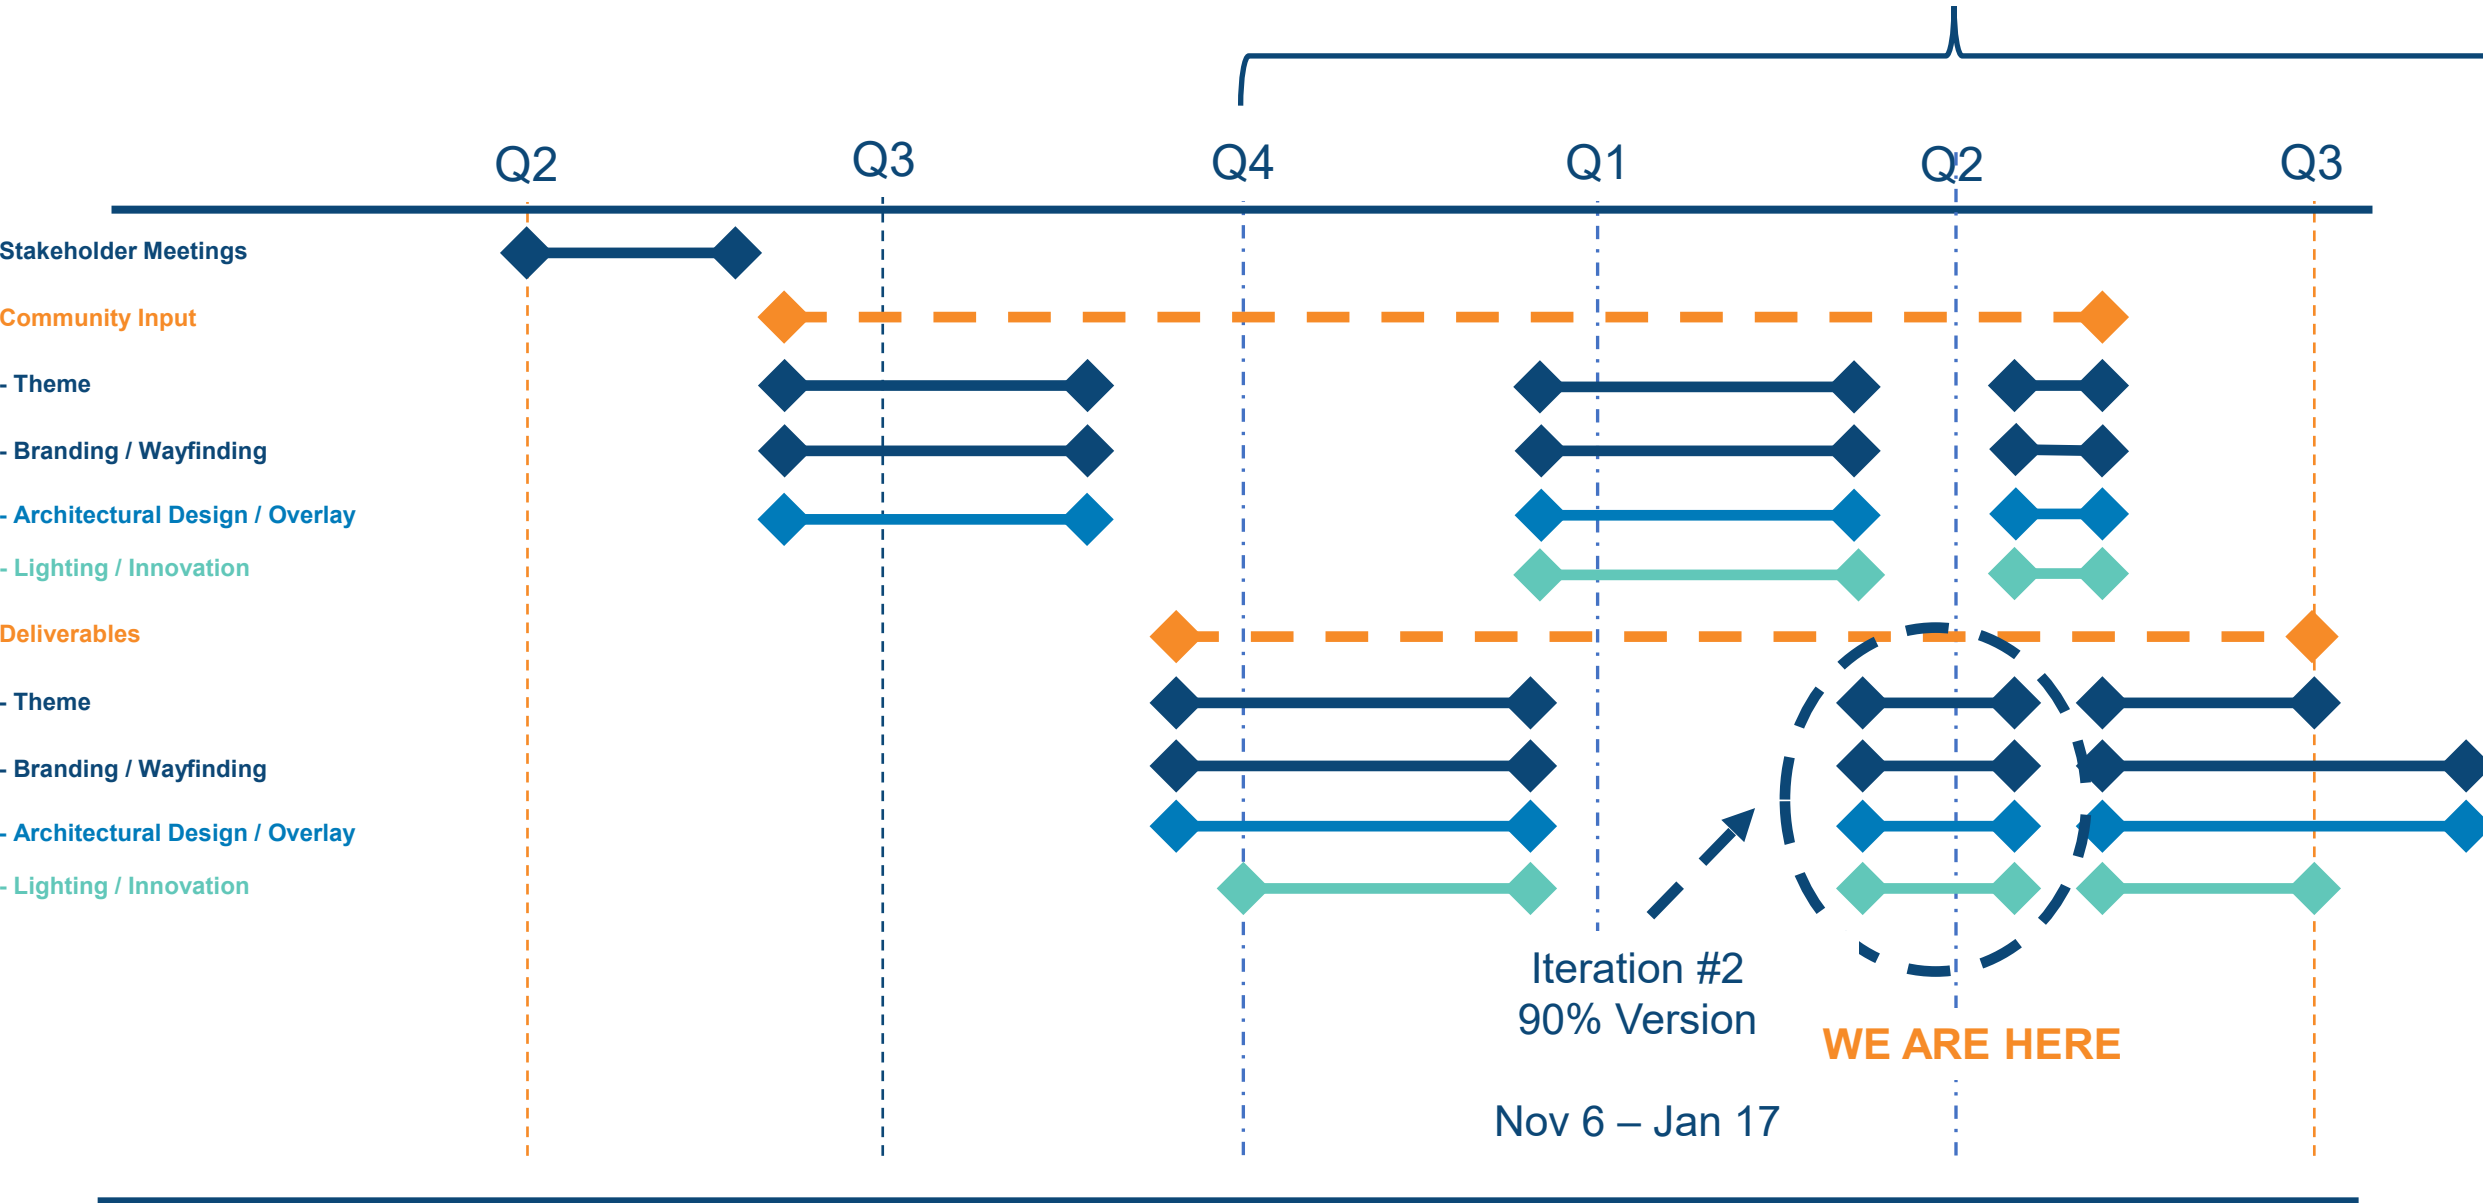 Q2 Q3 Q4 Q1 Q2 Q3
Stakeholder Meetings
Community Input
- Theme
- Branding / Wayfinding
- Architectural Design / Overlay
- Lighting / Innovation
Deliverables
- Theme
- Branding / Wayfinding
- Architectural Design / Overlay
- Lighting / Innovation
Iteration #2
90% Version
WE ARE HERE
Nov 6 – Jan 17